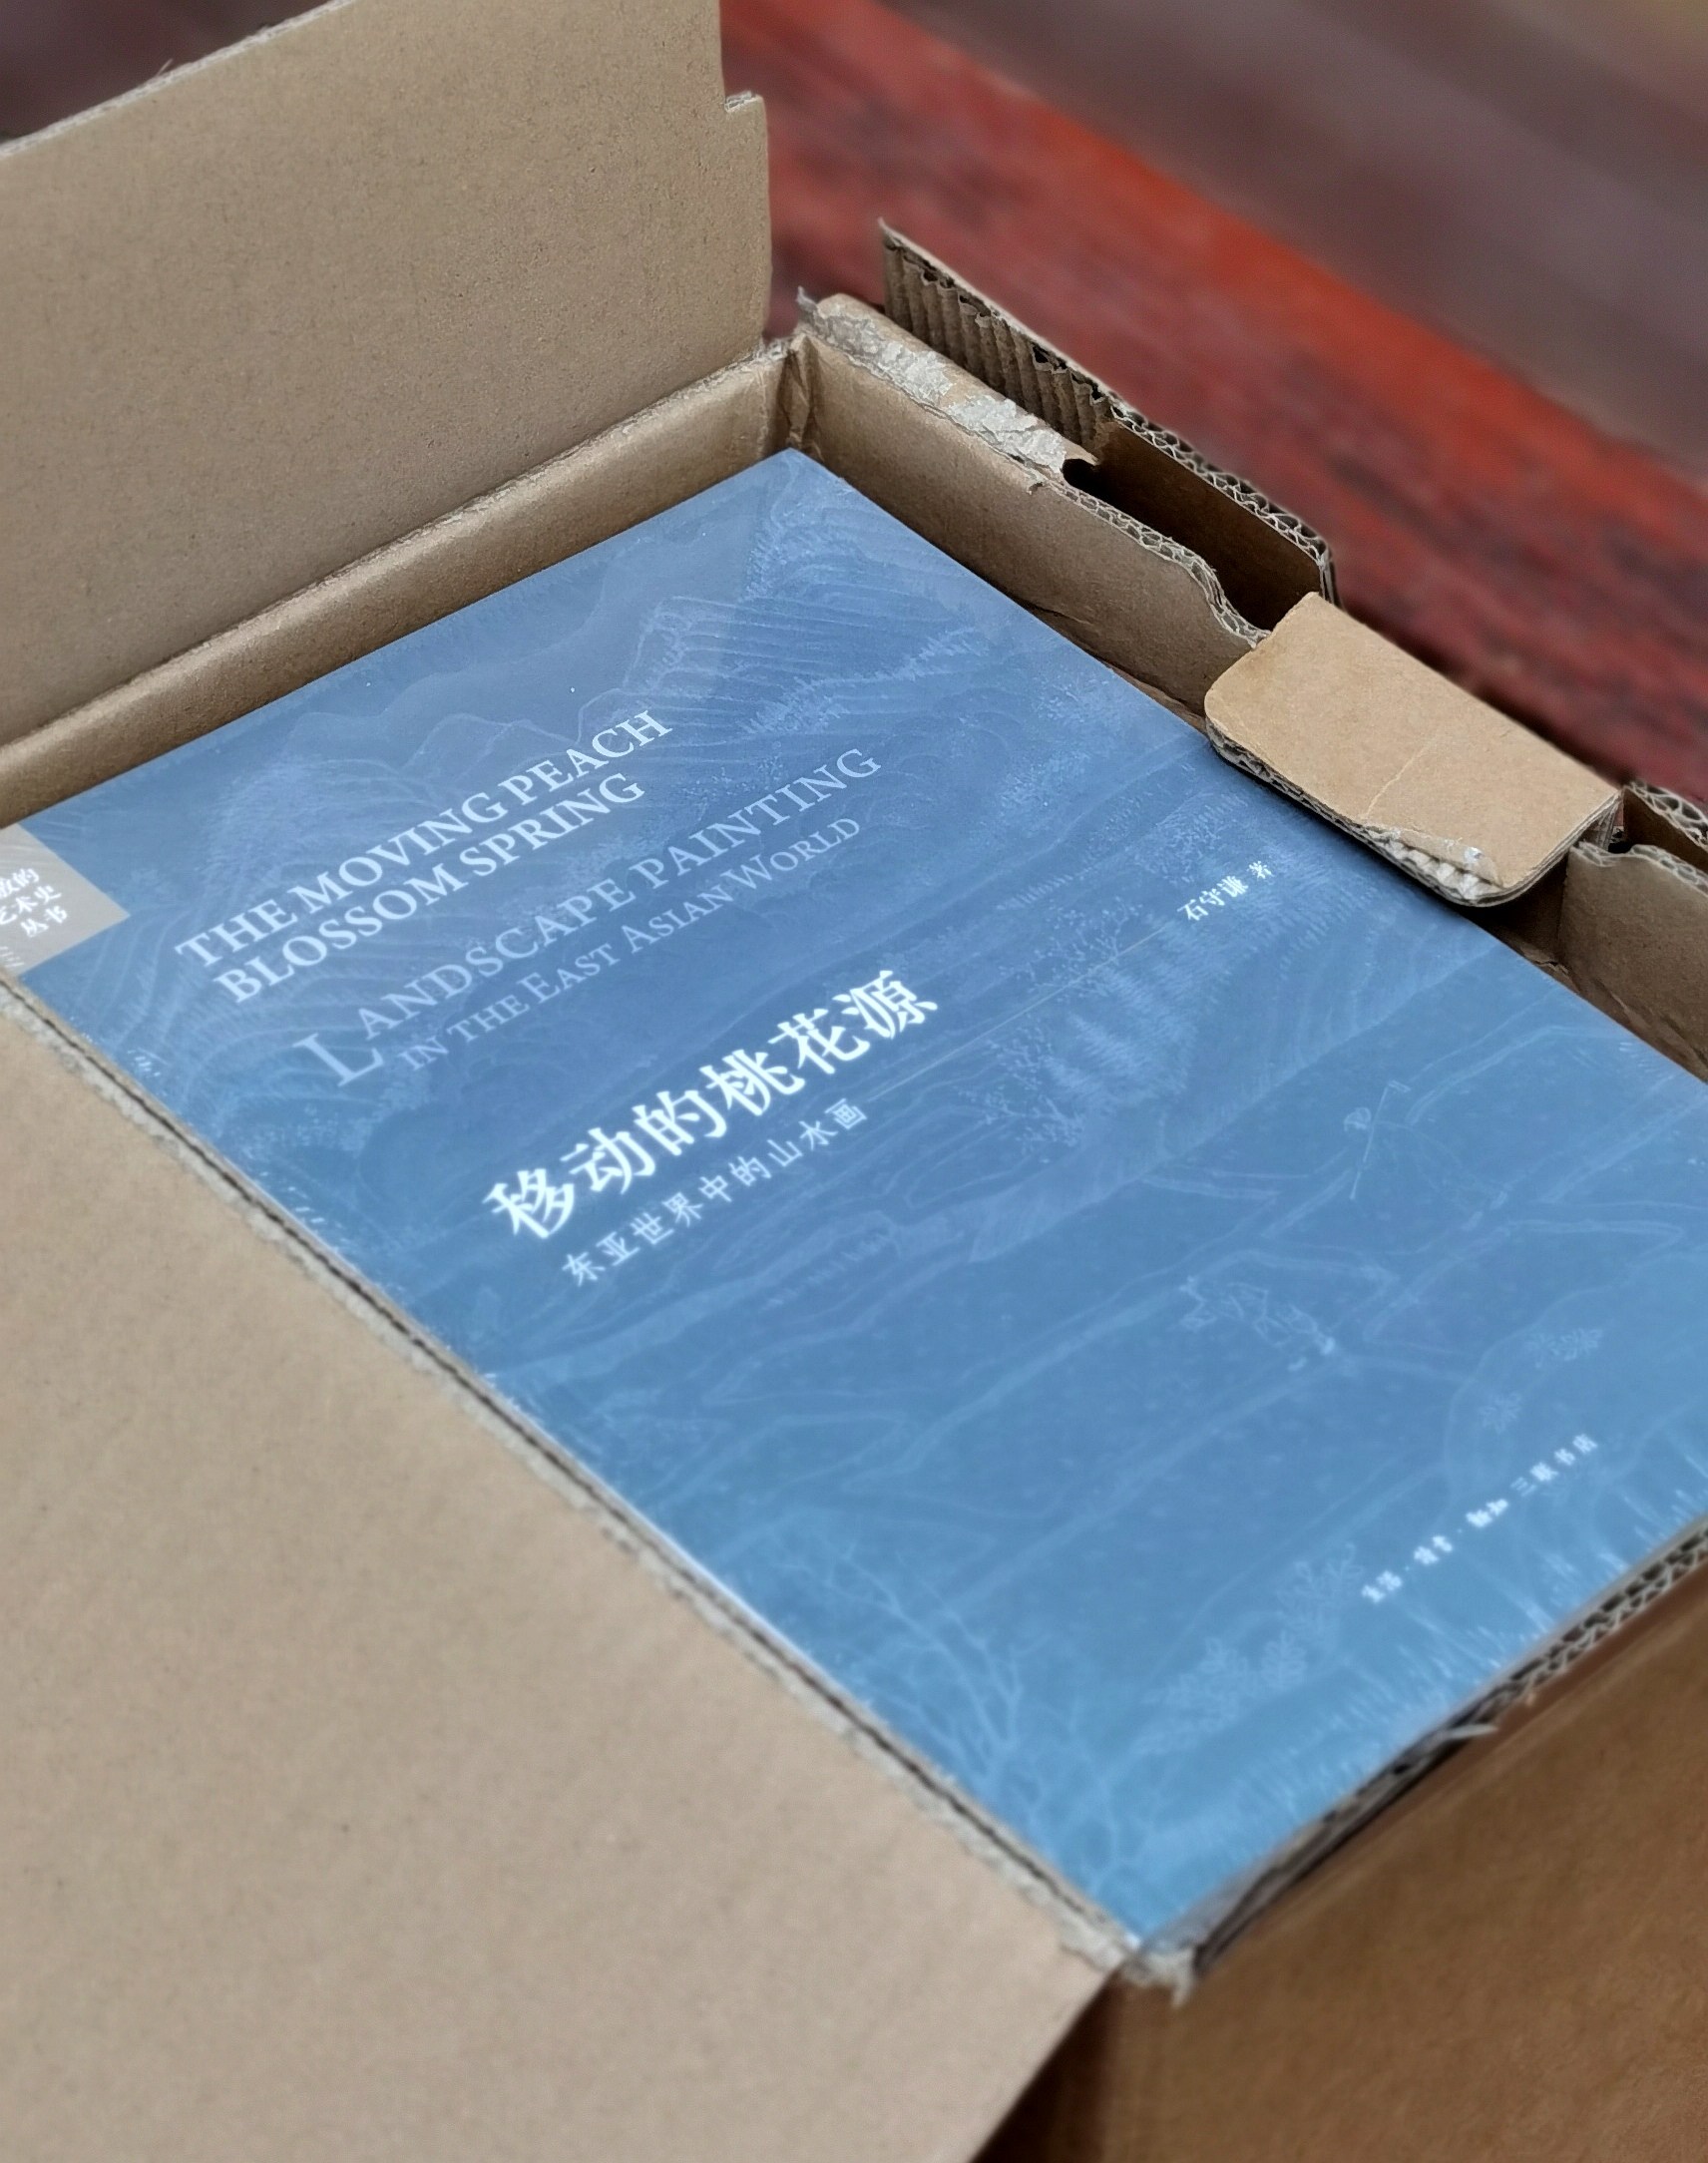 放的
艺术史
丛书
THE MOVING PEACH
BLOSSOM SPRING
LANDSCAPE PAINTING
IN THE EAST ASIAN WORLD
石守谦 著
移动的桃花源
东亚世界中的山水画
生活·读书·新知 三联书店